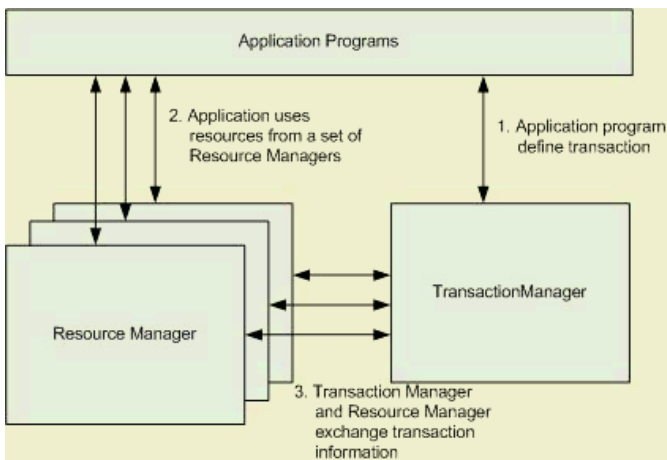 Application Programs
2. Application uses
resources from a set of
Resource Managers
1. Application program
define transaction
TransactionManager
Resource Manager
3. Transaction Manager
and Resource Manager
exchange transaction
information